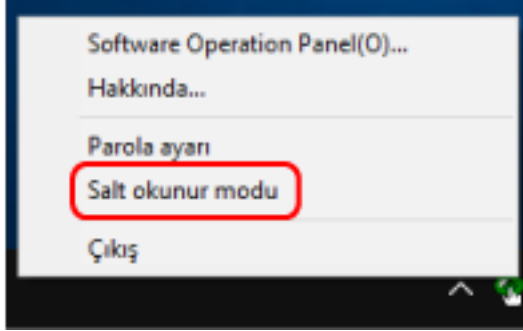 Software Operation Panel(O)...
Hakkında...
Parola ayarı
Salt okunur modu
Çıkış